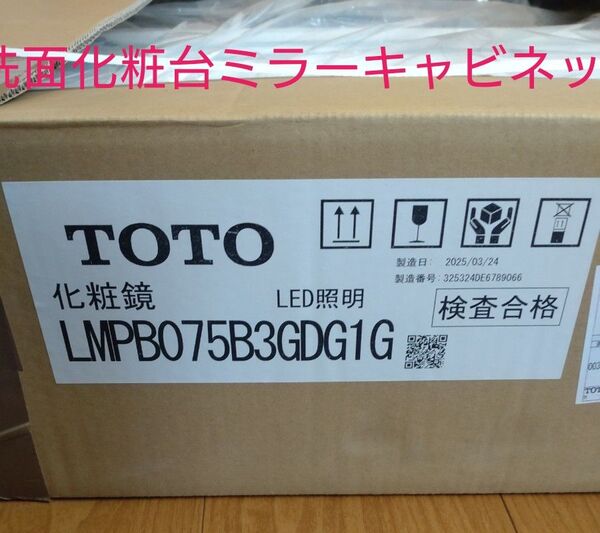 洗面化粧台ミラーキャビネッ
TOTO
製造日: 2025/03/24
製造番号: 325324DE6789066
化粧鏡 LED照明 検査合格
LMPB075B3GDG1G
003
TOT